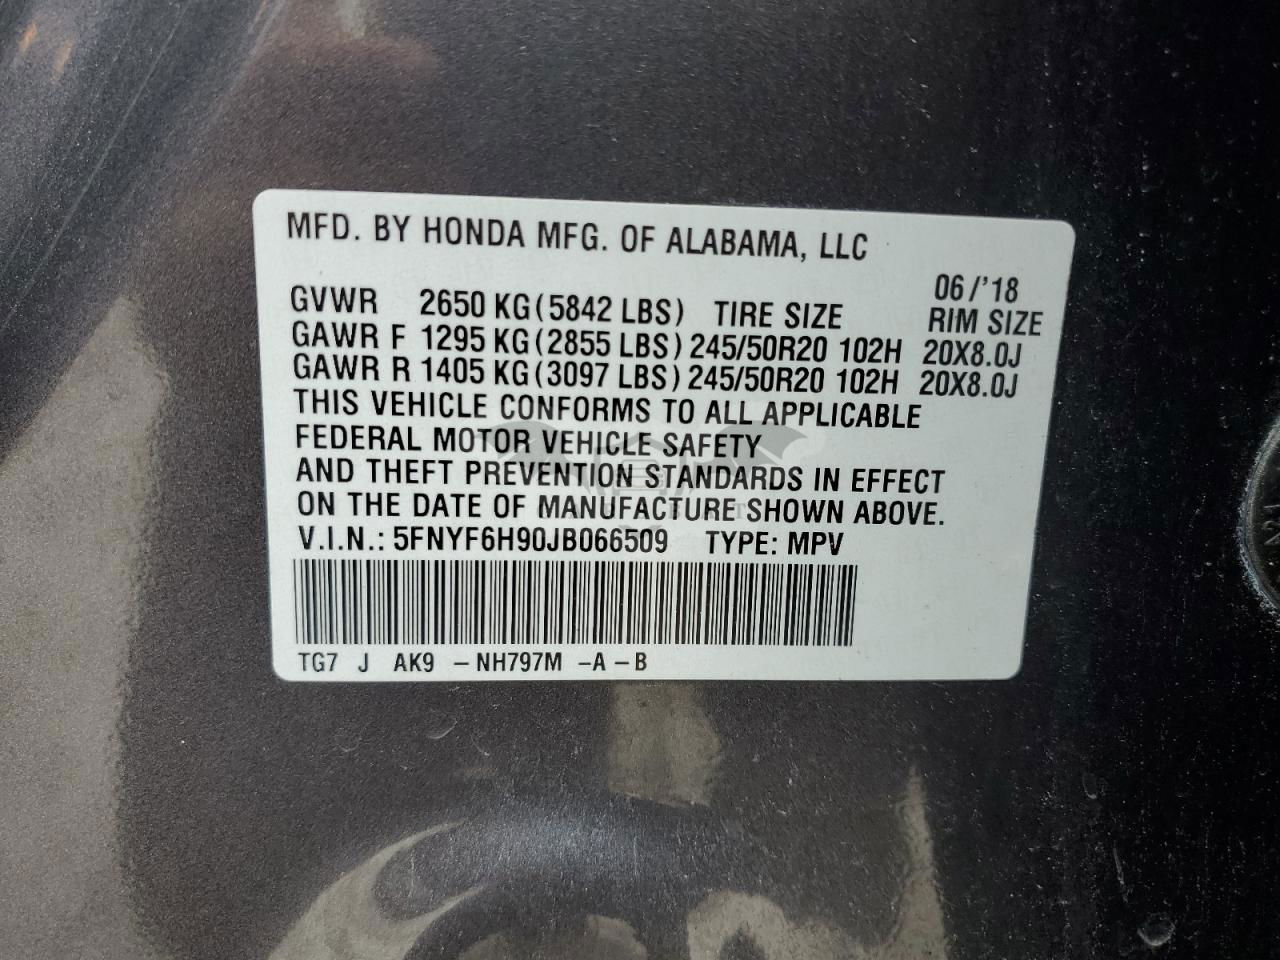 MFD. BY HONDA MFG. OF ALABAMA, LLC
06/'18
GVWR 2650 KG (5842 LBS) TIRE SIZE RIM SIZE
GAWR F 1295 KG (2855 LBS) 245/50R20 102H 20X8.0J
GAWR R 1405 KG (3097 LBS) 245/50R20 102H 20X8.0J
THIS VEHICLE CONFORMS TO ALL APPLICABLE
FEDERAL MOTOR VEHICLE SAFETY
AND THEFT PREVENTION STANDARDS IN EFFECT
ON THE DATE OF MANUFACTURE SHOWN ABOVE.
V.I.N.: 5FNYF6H90JB066509 TYPE: MPV
TG7 J AK9 -NH797M -A -B